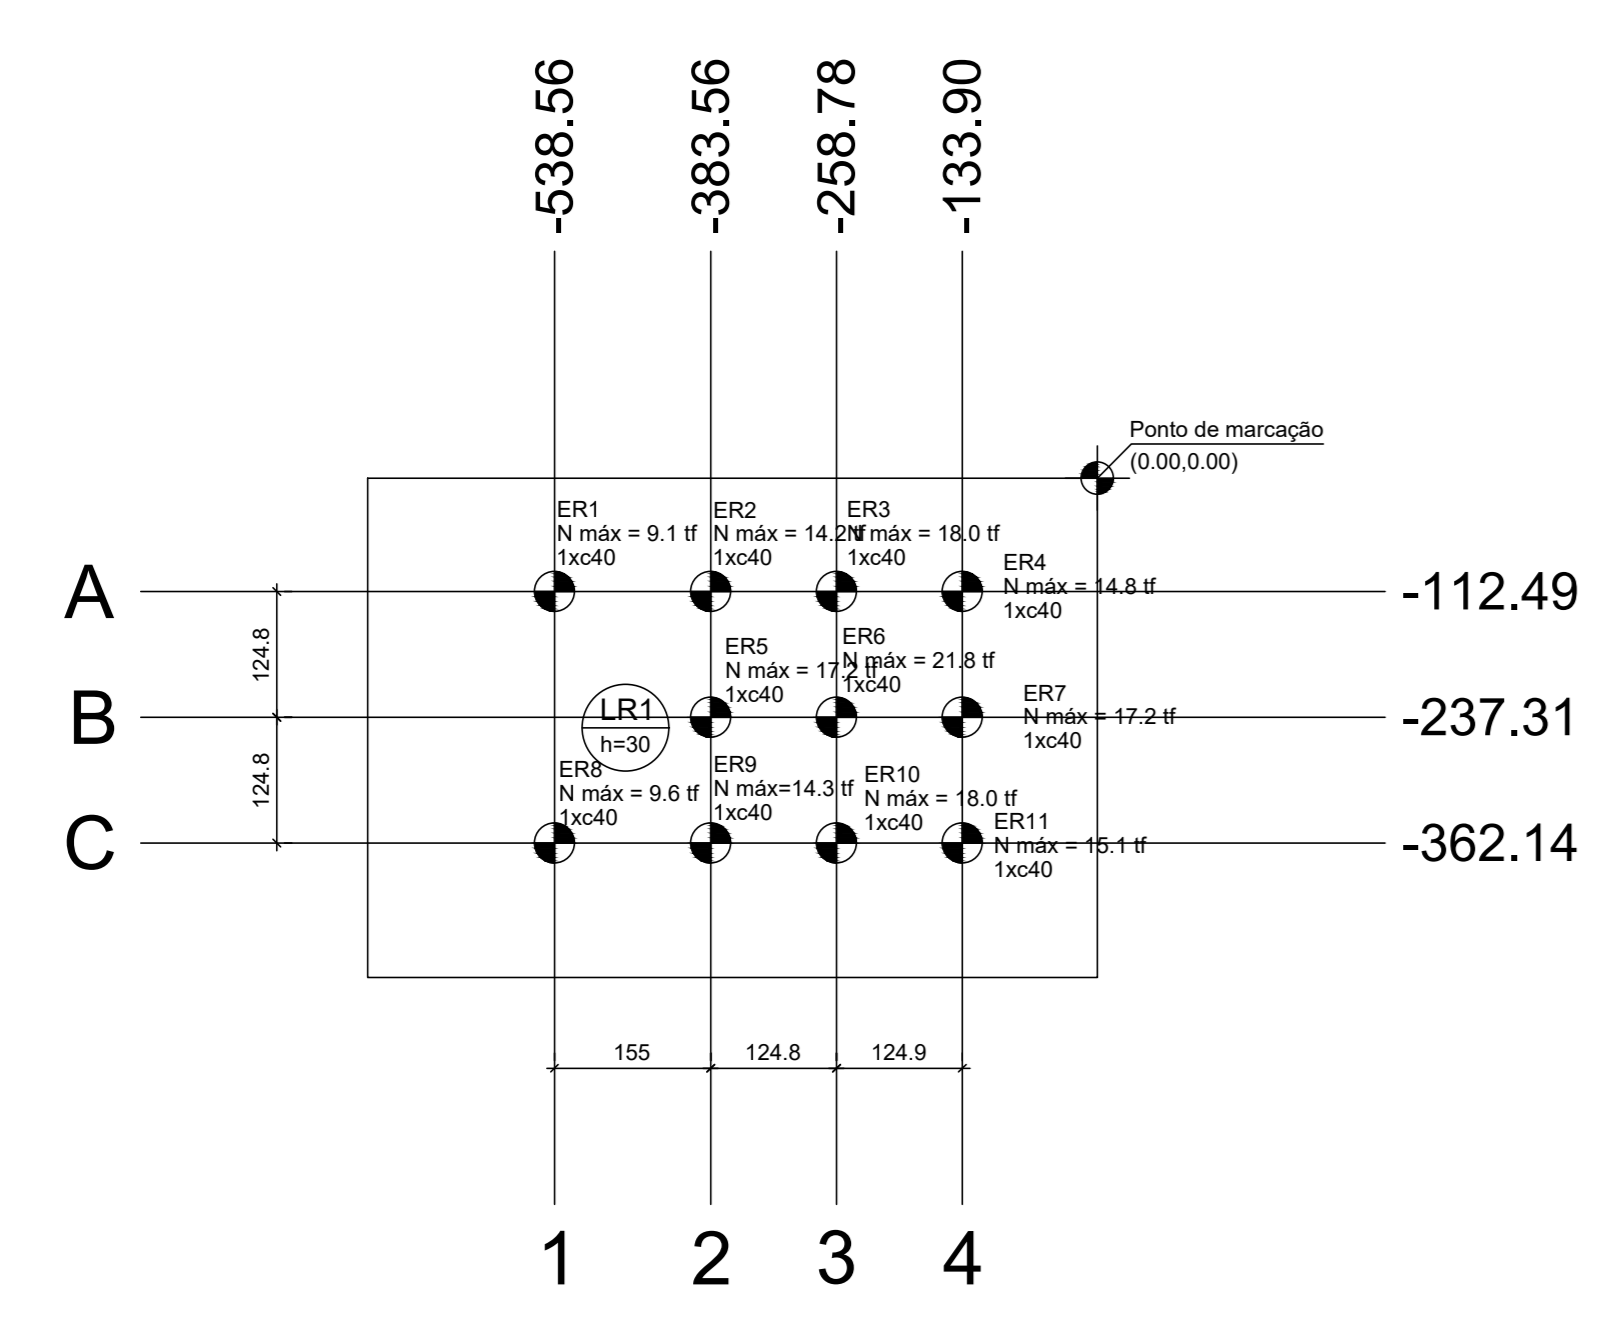 -538.56
-383.56
-258.78
-133.90
Ponto de marcação
(0.00,0.00)
ER1
N máx = 9.1 tf
1xc40
ER2
N máx = 14.2 tf
1xc40
ER3
N máx = 18.0 tf
1xc40
ER4
N máx = 14.8 tf
1xc40
A
-112.49
124.8
ER5
N máx = 17.2 tf
1xc40
ER6
N máx = 21.8 tf
1xc40
ER7
N máx = 17.2 tf
1xc40
LR1
h=30
B
-237.31
124.8
ER8
N máx = 9.6 tf
1xc40
ER9
N máx=14.3 tf
1xc40
ER10
N máx = 18.0 tf
1xc40
ER11
N máx = 15.1 tf
1xc40
C
-362.14
155
124.8
124.9
1
2
3
4